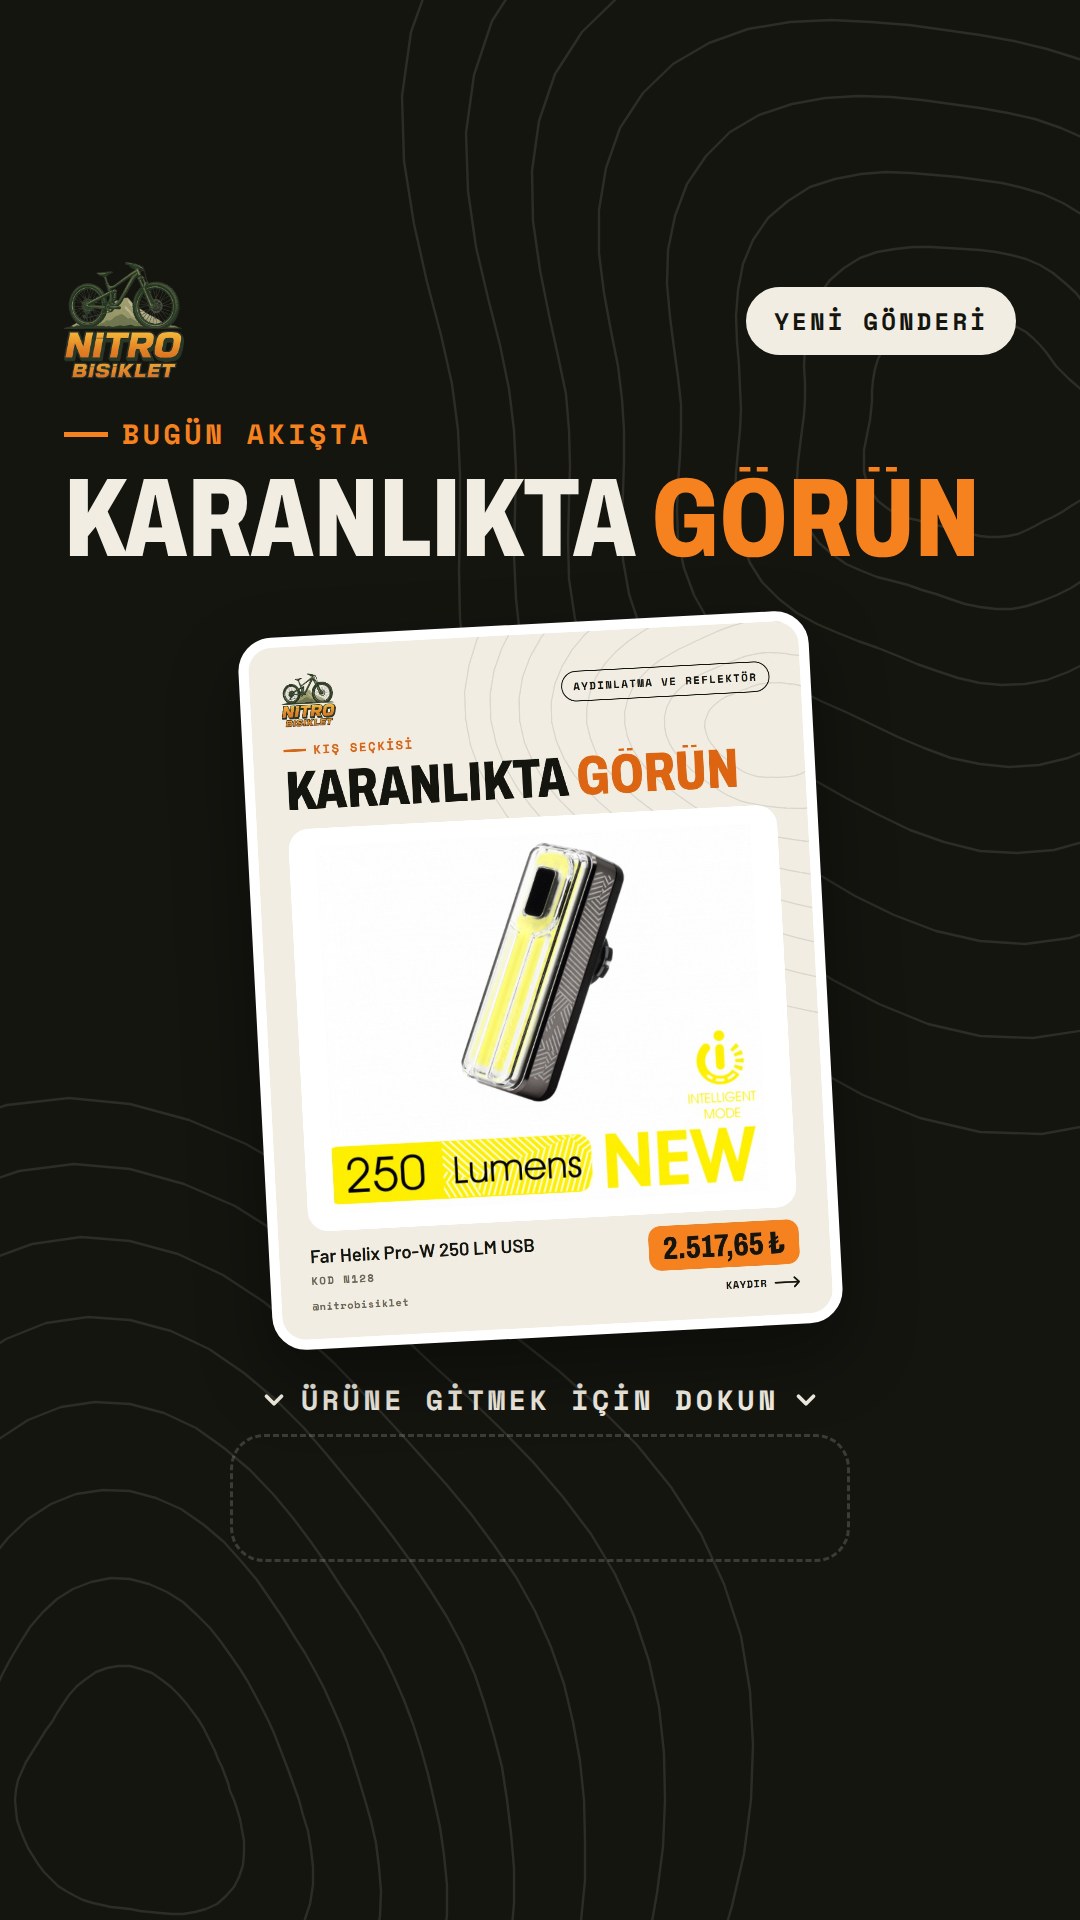 NiTRO
BiSiKLET
YENİ GÖNDERİ
BUGÜN AKIŞTA
KARANLIKTA GÖRÜN
NiTRO
BiSiKLET
AYDINLATMA VE REFLEKTÖR
KIŞ SEÇKİSİ
KARANLIKTA GÖRÜN
INTELLIGENT
MODE
250 Lumens NEW
Far Helix Pro-W 250 LM USB
2.517,65 ₺
KOD N128
KAYDIR
@nitrobisiklet
ÜRÜNE GİTMEK İÇİN DOKUN